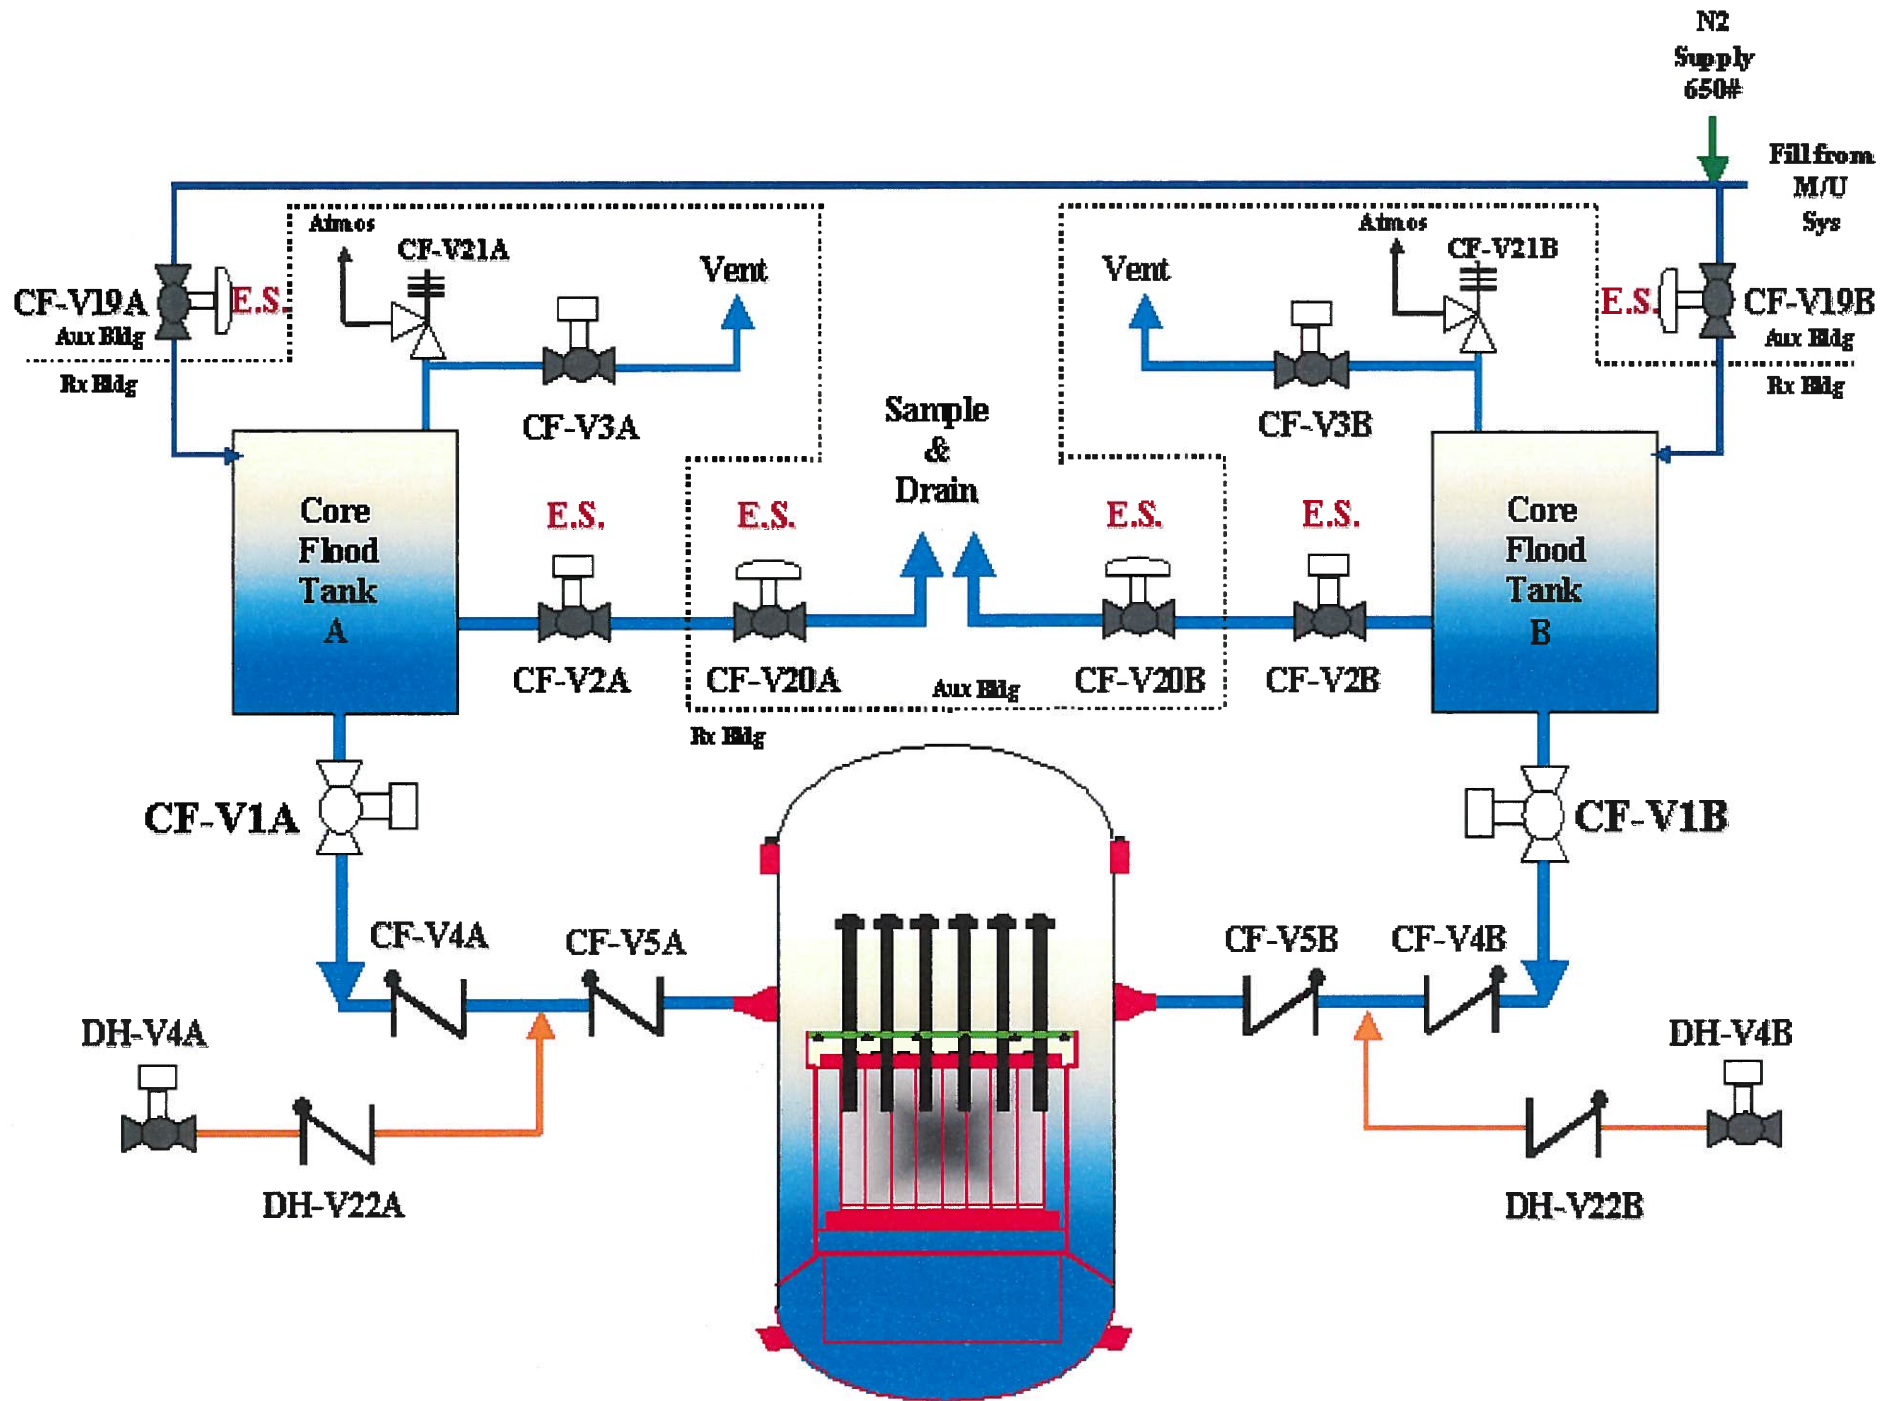 N2
Supply
650#
Fill from
M/U
Sys
Atmos
CF-V21A
Vent
CF-V19A
E.S.
Aux Bldg
Rx Bldg
CF-V3A
Vent
Atmos
CF-V21B
E.S.
CF-V19B
Aux Bldg
Rx Bldg
CF-V3B
Sample
&
Drain
Core
Flood
Tank
A
E.S.
E.S.
E.S.
E.S.
Core
Flood
Tank
B
CF-V2A
CF-V20A
Aux Bldg
CF-V20B
CF-V2B
Rx Bldg
CF-V1A
CF-V1B
CF-V4A
CF-V5A
CF-V5B
CF-V4B
DH-V4A
DH-V4B
DH-V22A
DH-V22B